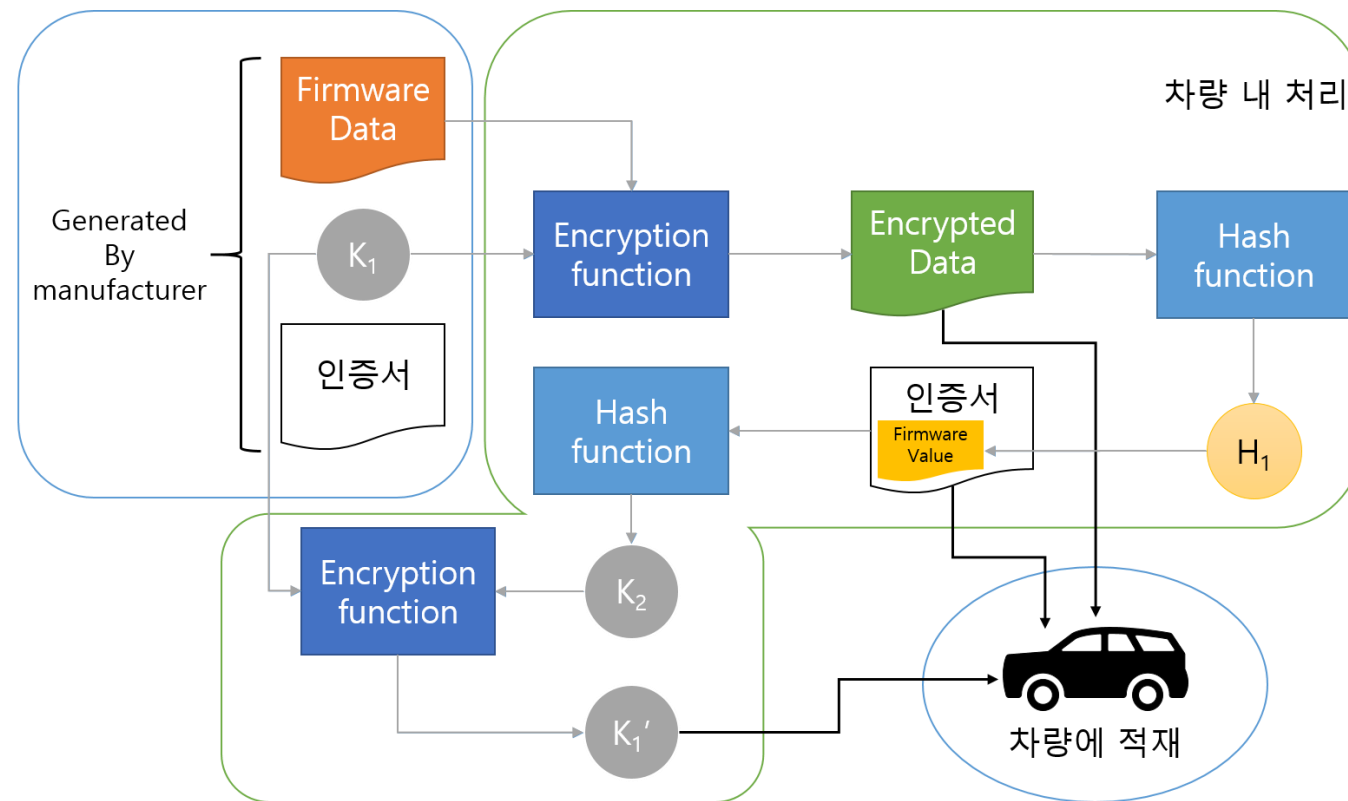 Firmware
Data
차량 내 처리
Generated
By
manufacturer
K₁
Encryption
function
Encrypted
Data
Hash
function
인증서
Hash
function
인증서
Firmware
Value
H₁
Encryption
function
K₂
K₁’
차량에 적재